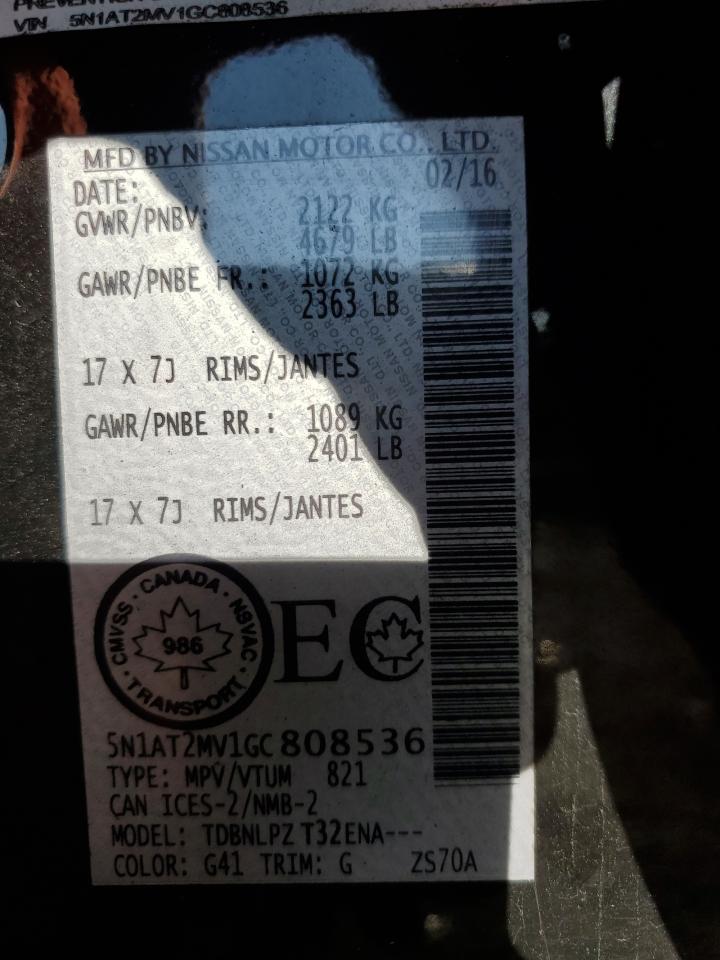 VIN 5N1AT2MV1GC808536
MFD BY NISSAN MOTOR CO., LTD.
DATE: 02/16
GVWR/PNBV: 2122 KG
4679 LB
GAWR/PNBE FR.: 1072 KG
2363 LB
17 X 7J RIMS/JANTES
GAWR/PNBE RR.: 1089 KG
2401 LB
17 X 7J RIMS/JANTES
CMVSS · CANADA · NSVAC · TRANSPORT ·
986
EC
5N1AT2MV1GC808536
TYPE: MPV/VTUM 821
CAN ICES-2/NMB-2
MODEL: TDBNLPZ T32ENA---
COLOR: G41 TRIM: G ZS70A